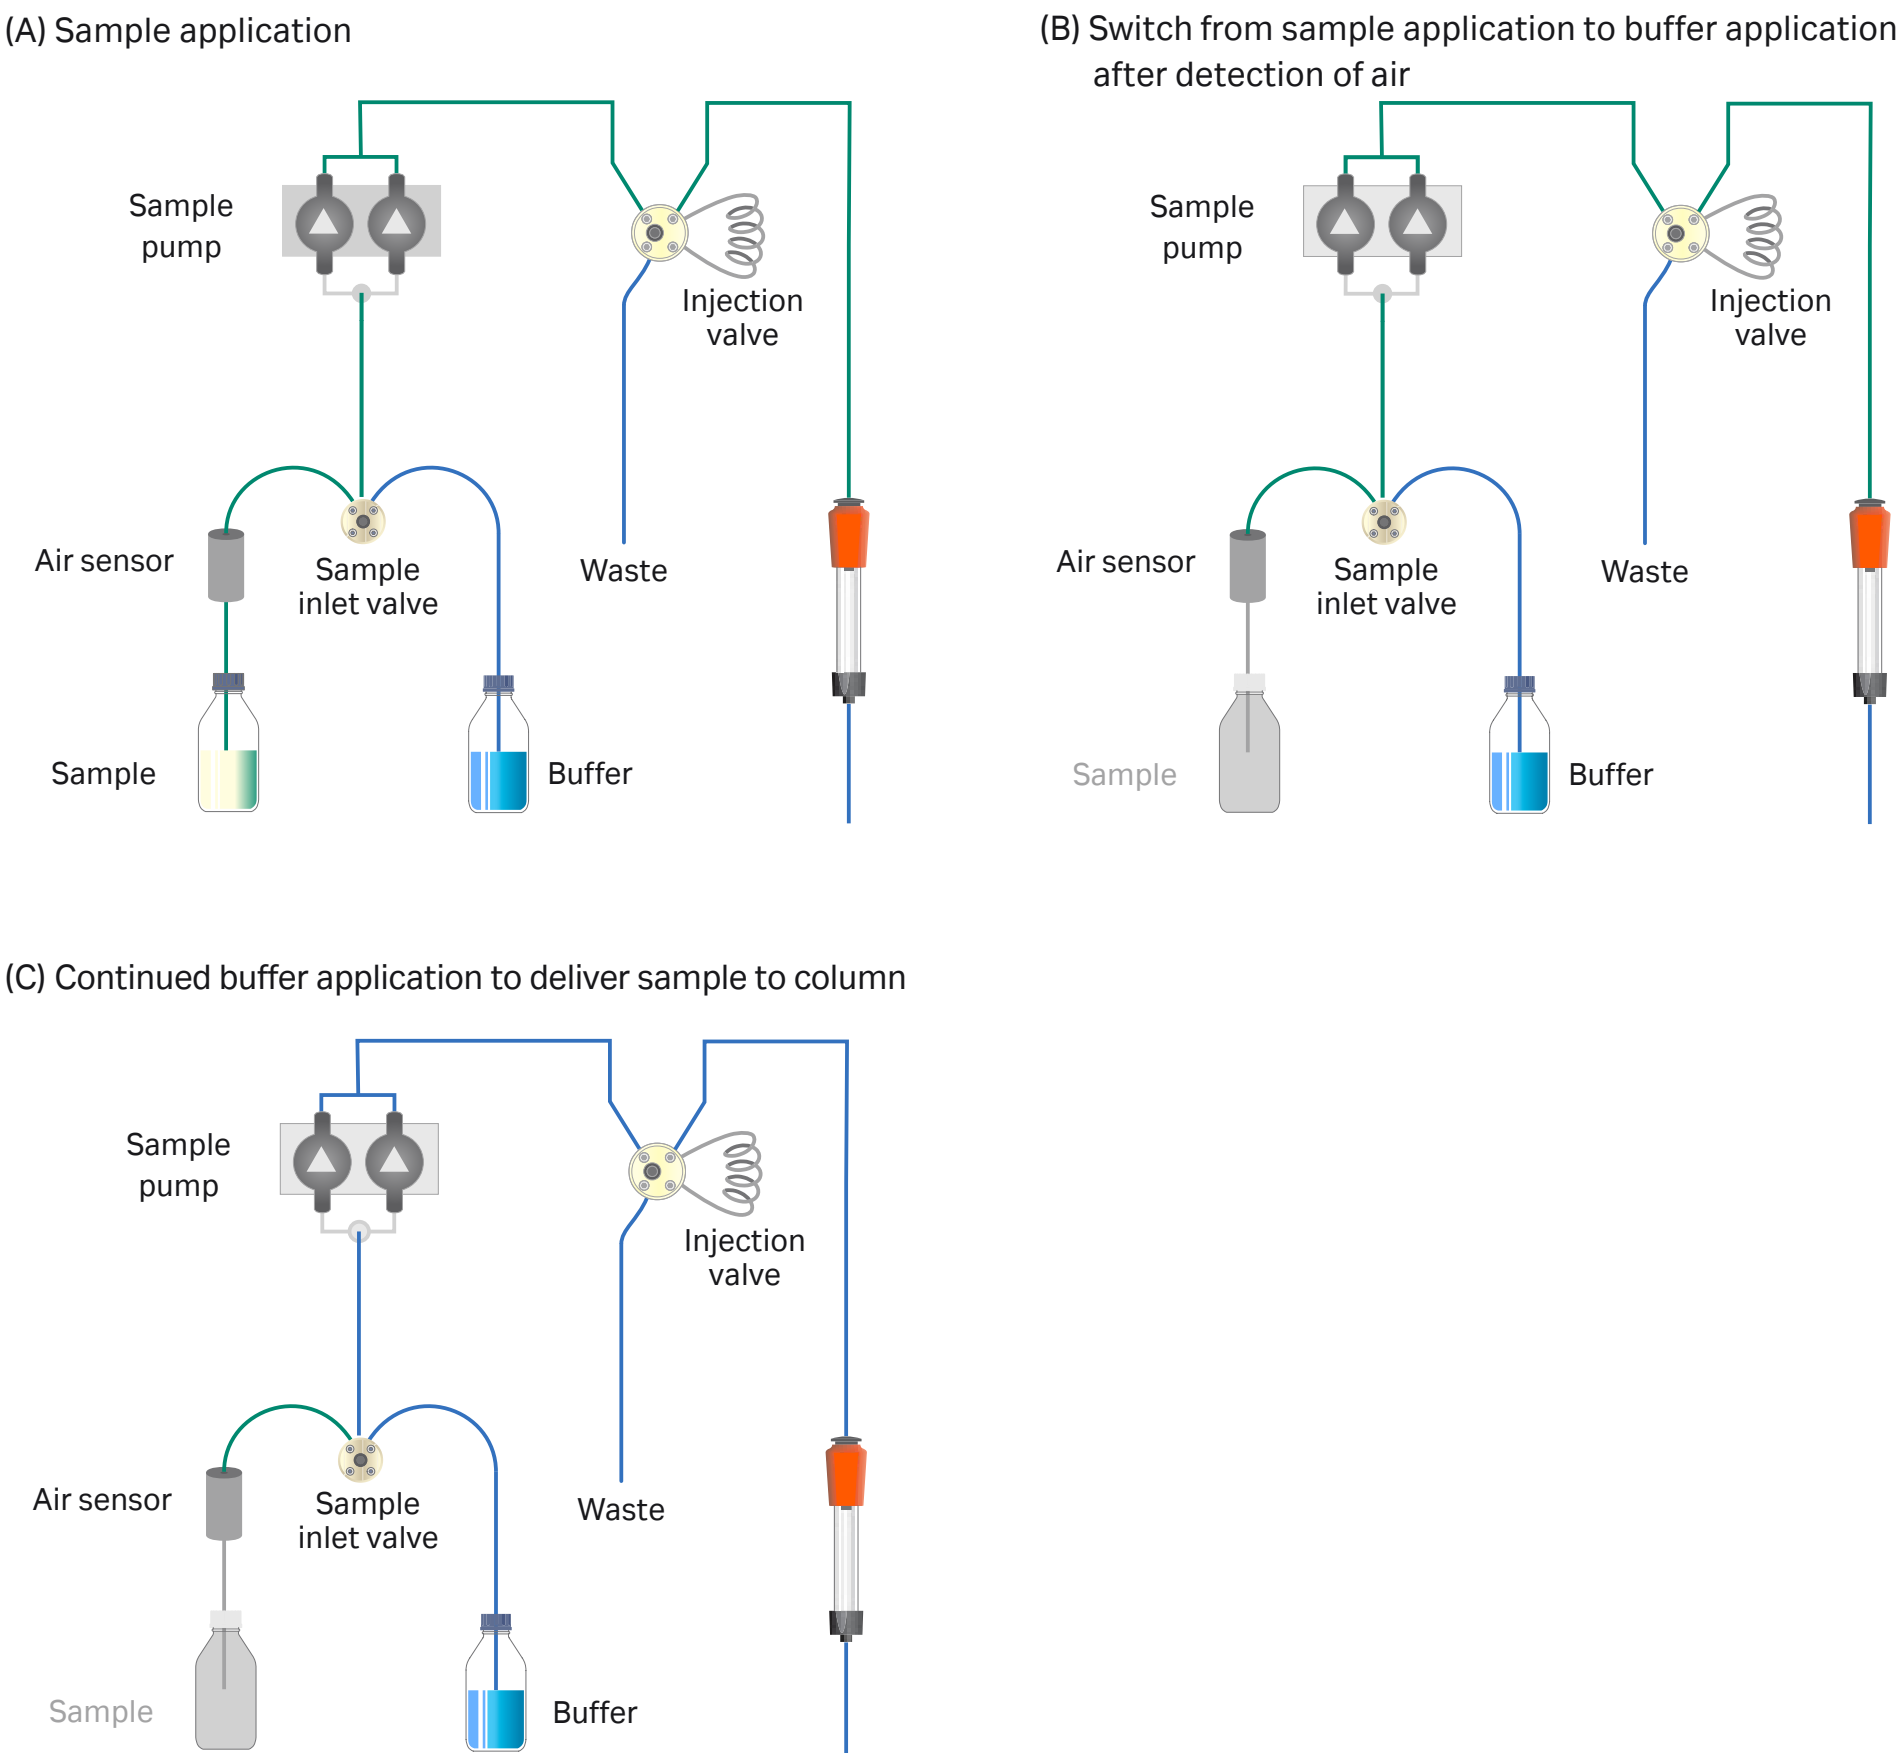 (A) Sample application
Sample
pump
Injection
valve
Air sensor
Sample
inlet valve
Waste
Sample
Buffer
(B) Switch from sample application to buffer application
after detection of air
Sample
pump
Injection
valve
Air sensor
Sample
inlet valve
Waste
Sample
Buffer
(C) Continued buffer application to deliver sample to column
Sample
pump
Injection
valve
Air sensor
Sample
inlet valve
Waste
Sample
Buffer